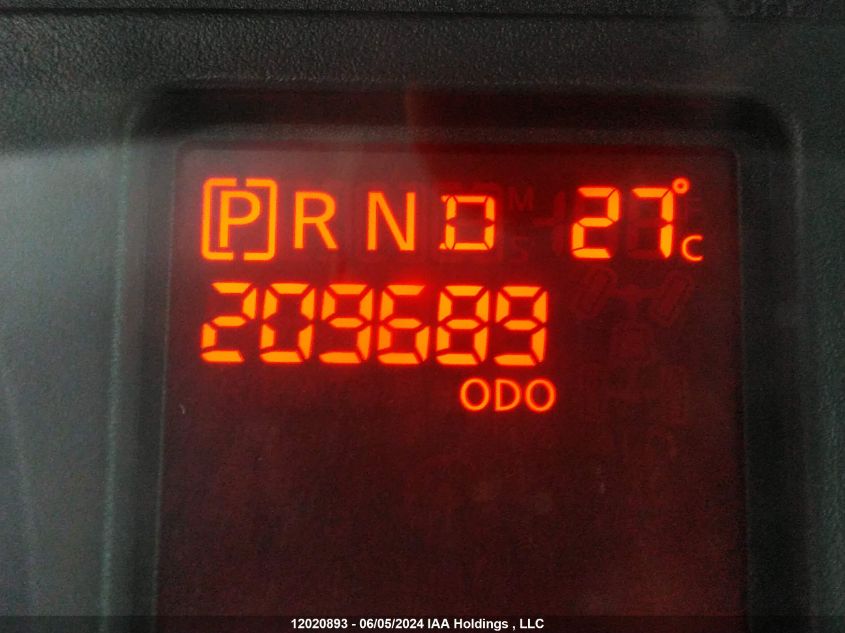 P R N D 27°C
209689
ODO
12020893 - 06/05/2024 IAA Holdings , LLC